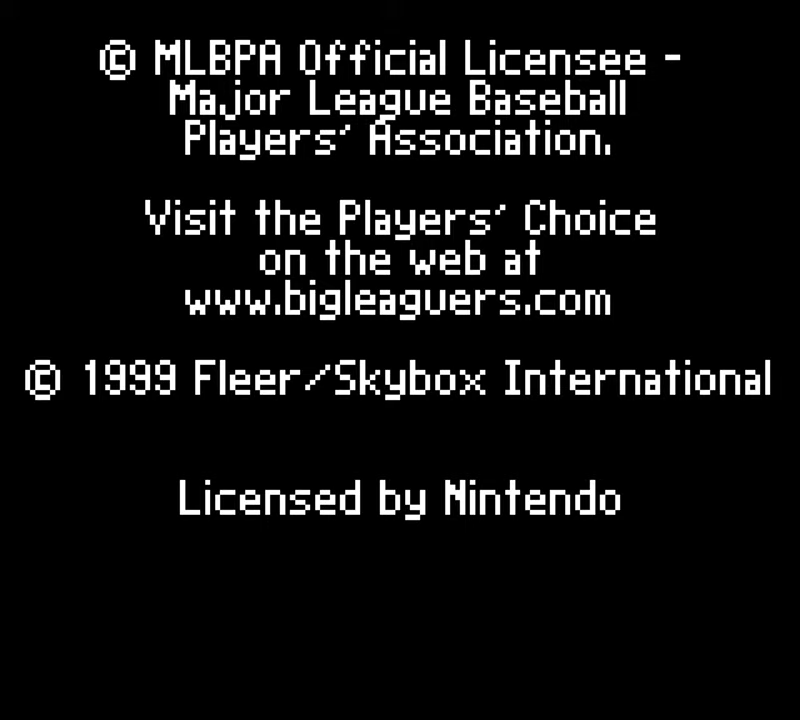 © MLBPA Official Licensee -
Major League Baseball
Players' Association.
Visit the Players' Choice
on the web at
www.bigleaguers.com
© 1999 Fleer/Skybox International
Licensed by Nintendo